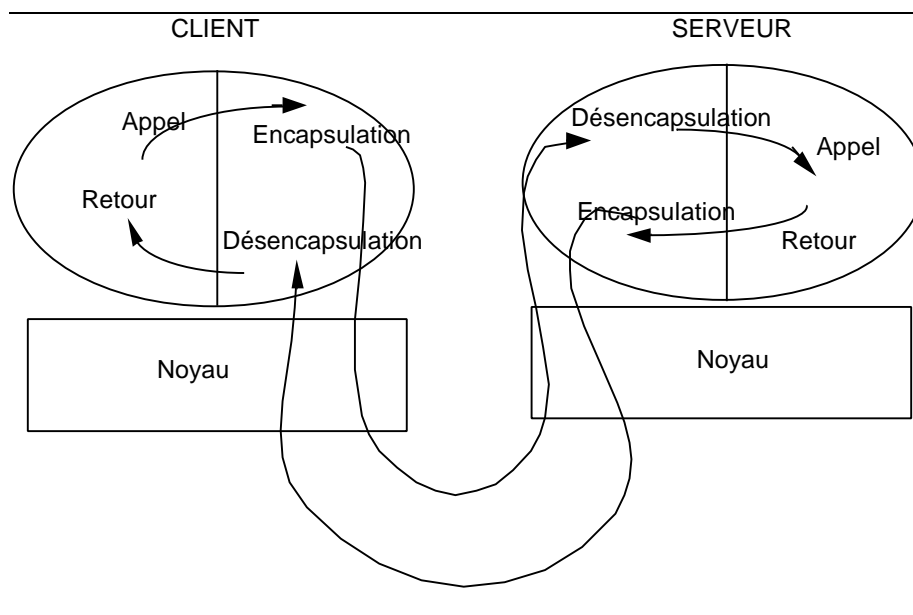 CLIENT
SERVEUR
Appel
Encapsulation
Retour
Désencapsulation
Noyau
Désencapsulation
Appel
Encapsulation
Retour
Noyau